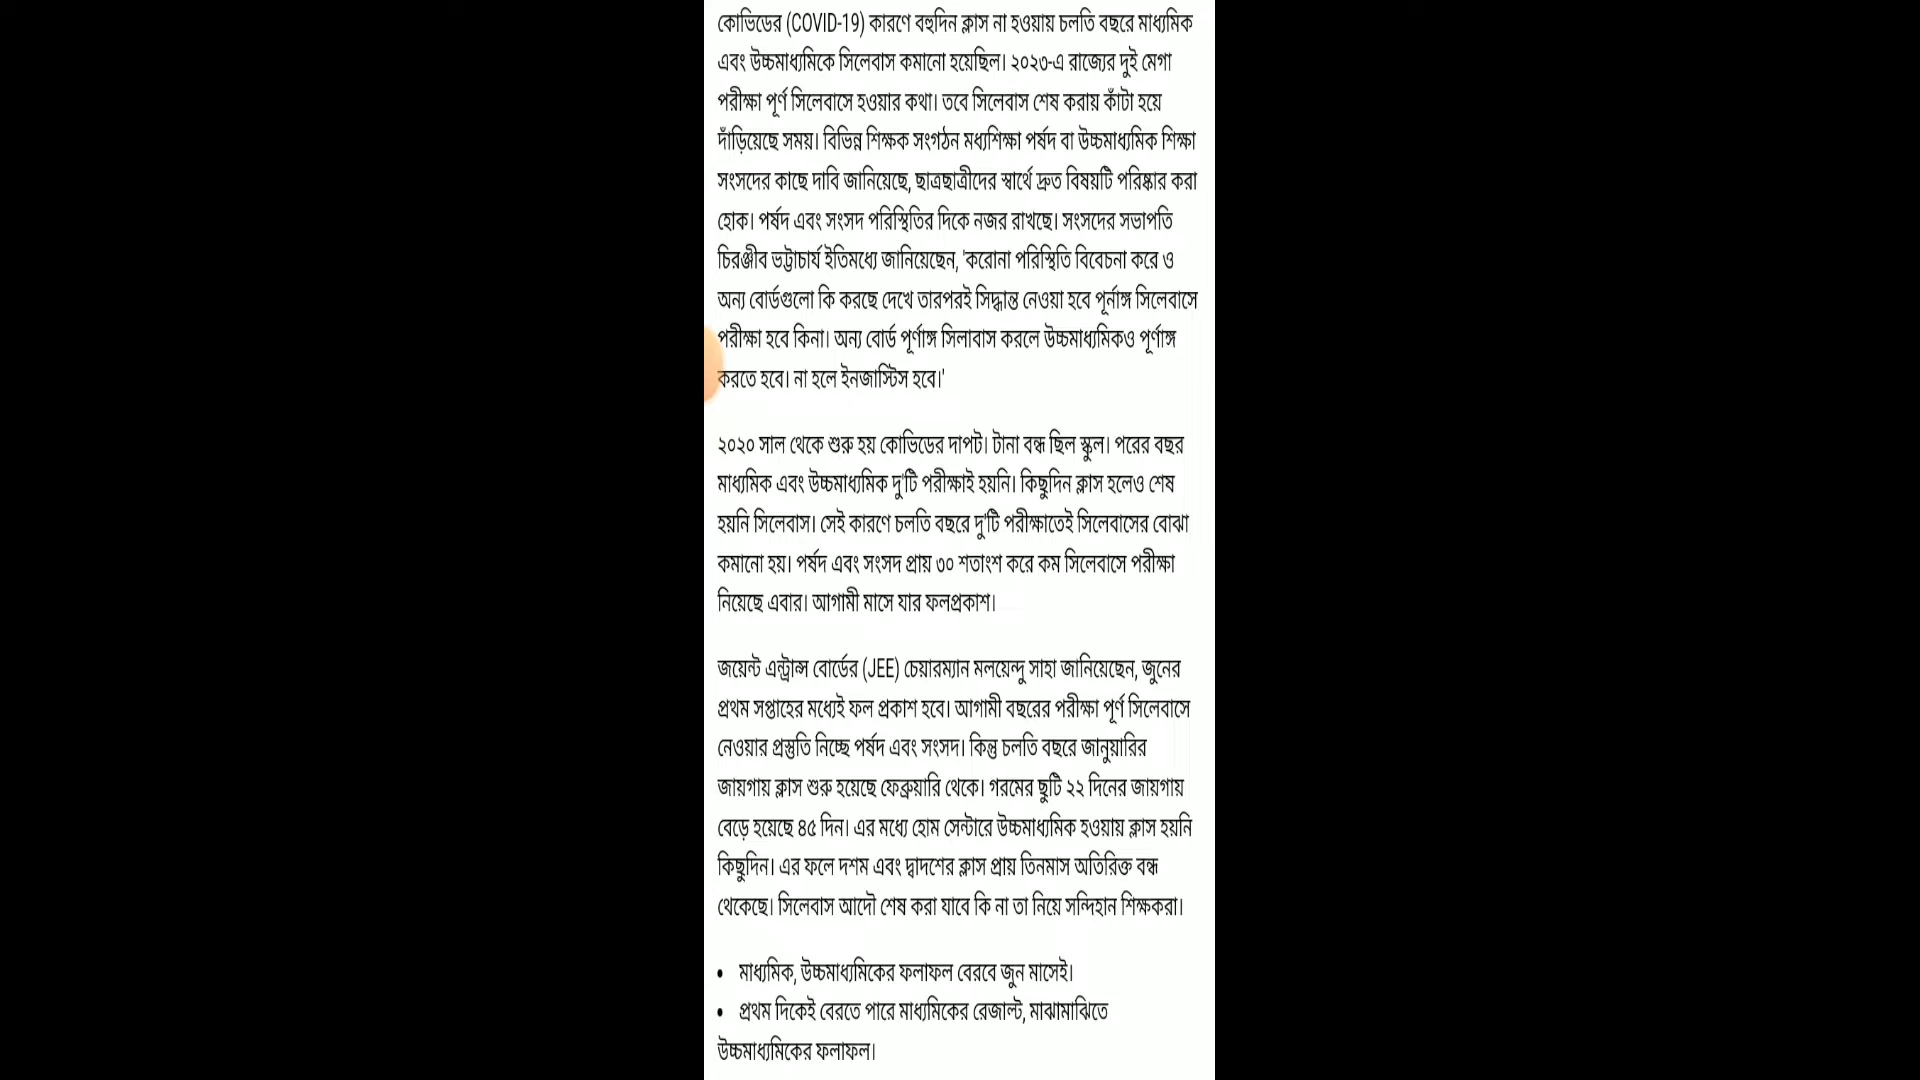 কোভিডের (COVID-19) কারণে বহুদিন ক্লাস না হওয়ায় চলতি বছরে মাধ্যমিক
এবং উচ্চমাধ্যমিকে সিলেবাস কমানো হয়েছিল। ২০২৩-এ রাজ্যের দুই মেগা
পরীক্ষা পূর্ণ সিলেবাসে হওয়ার কথা। তবে সিলেবাস শেষ করায় কাঁটা হয়ে
দাঁড়িয়েছে সময়। বিভিন্ন শিক্ষক সংগঠন মধ্যশিক্ষা পর্ষদ বা উচ্চমাধ্যমিক শিক্ষা
সংসদের কাছে দাবি জানিয়েছে, ছাত্রছাত্রীদের স্বার্থে দ্রুত বিষয়টি পরিষ্কার করা
হোক। পর্ষদ এবং সংসদ পরিস্থিতির দিকে নজর রাখছে। সংসদের সভাপতি
চিরঞ্জীব ভট্টাচার্য ইতিমধ্যে জানিয়েছেন, 'করোনা পরিস্থিতি বিবেচনা করে ও
অন্য বোর্ডগুলো কি করছে দেখে তারপরই সিদ্ধান্ত নেওয়া হবে পূর্নাঙ্গ সিলেবাসে
পরীক্ষা হবে কিনা। অন্য বোর্ড পূর্ণাঙ্গ সিলাবাস করলে উচ্চমাধ্যমিকও পূর্ণাঙ্গ
করতে হবে। না হলে ইনজাস্টিস হবে।'
২০২০ সাল থেকে শুরু হয় কোভিডের দাপট। টানা বন্ধ ছিল স্কুল। পরের বছর
মাধ্যমিক এবং উচ্চমাধ্যমিক দু'টি পরীক্ষাই হয়নি। কিছুদিন ক্লাস হলেও শেষ
হয়নি সিলেবাস। সেই কারণে চলতি বছরে দু'টি পরীক্ষাতেই সিলেবাসের বোঝা
কমানো হয়। পর্ষদ এবং সংসদ প্রায় ৩০ শতাংশ করে কম সিলেবাসে পরীক্ষা
নিয়েছে এবার। আগামী মাসে যার ফলপ্রকাশ।
জয়েন্ট এন্ট্রান্স বোর্ডের (JEE) চেয়ারম্যান মলয়েন্দু সাহা জানিয়েছেন, জুনের
প্রথম সপ্তাহের মধ্যেই ফল প্রকাশ হবে। আগামী বছরের পরীক্ষা পূর্ণ সিলেবাসে
নেওয়ার প্রস্তুতি নিচ্ছে পর্ষদ এবং সংসদ। কিন্তু চলতি বছরে জানুয়ারির
জায়গায় ক্লাস শুরু হয়েছে ফেব্রুয়ারি থেকে। গরমের ছুটি ২২ দিনের জায়গায়
বেড়ে হয়েছে ৪৫ দিন। এর মধ্যে হোম সেন্টারে উচ্চমাধ্যমিক হওয়ায় ক্লাস হয়নি
কিছুদিন। এর ফলে দশম এবং দ্বাদশের ক্লাস প্রায় তিনমাস অতিরিক্ত বন্ধ
থেকেছে। সিলেবাস আদৌ শেষ করা যাবে কি না তা নিয়ে সন্দিহান শিক্ষকরা।
• মাধ্যমিক, উচ্চমাধ্যমিকের ফলাফল বেরবে জুন মাসেই।
• প্রথম দিকেই বেরতে পারে মাধ্যমিকের রেজাল্ট, মাঝামাঝিতে
উচ্চমাধ্যমিকের ফলাফল।